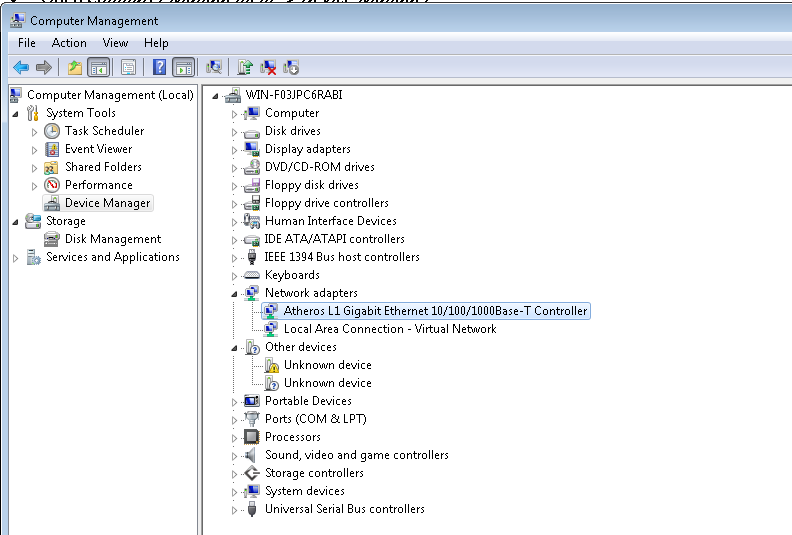 Computer Management
File Action View Help
Computer Management (Local)
System Tools
Task Scheduler
Event Viewer
Shared Folders
Performance
Device Manager
Storage
Disk Management
Services and Applications
WIN-F03JPC6RABI
Computer
Disk drives
Display adapters
DVD/CD-ROM drives
Floppy disk drives
Floppy drive controllers
Human Interface Devices
IDE ATA/ATAPI controllers
IEEE 1394 Bus host controllers
Keyboards
Network adapters
Atheros L1 Gigabit Ethernet 10/100/1000Base-T Controller
Local Area Connection - Virtual Network
Other devices
Unknown device
Unknown device
Portable Devices
Ports (COM & LPT)
Processors
Sound, video and game controllers
Storage controllers
System devices
Universal Serial Bus controllers